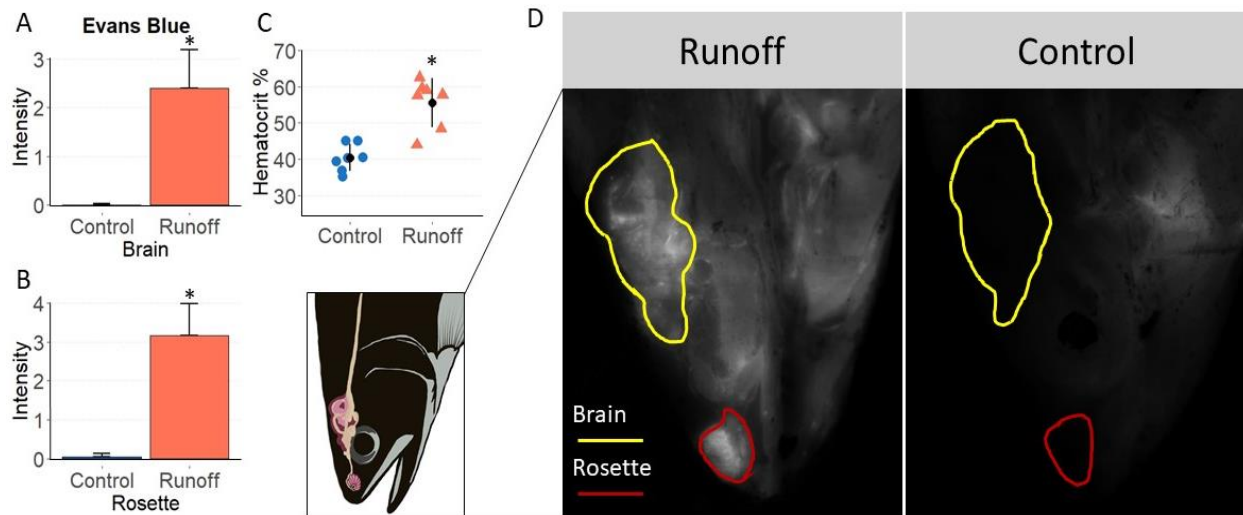 A
Evans Blue
*
3
2
1
0
Intensity
Control
Runoff
Brain
B
*
4
3
2
1
0
Intensity
Control
Runoff
Rosette
C
70
60
50
40
30
Hematocrit %
*
Control
Runoff
D
Runoff
Control
Brain
Rosette